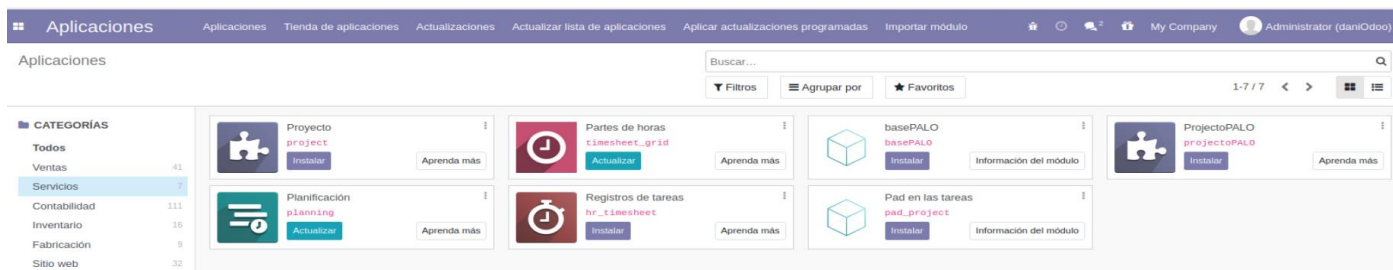 Aplicaciones Aplicaciones Tienda de aplicaciones Actualizaciones Actualizar lista de aplicaciones Aplicar actualizaciones programadas Importar módulo 2 My Company Administrator (daniOdoo)
Aplicaciones Buscar...
Filtros Agrupar por Favoritos 1-7 / 7
CATEGORÍAS
Todos
Ventas 41
Servicios 7
Contabilidad 111
Inventario 16
Fabricación 9
Sitio web 32
Proyecto
project
Instalar Aprenda más
Partes de horas
timesheet_grid
Actualizar Aprenda más
basePALO
basePALO
Instalar Información del módulo
ProjectoPALO
projectoPALO
Instalar Aprenda más
Planificación
planning
Actualizar Aprenda más
Registros de tareas
hr_timesheet
Instalar Aprenda más
Pad en las tareas
pad_project
Instalar Información del módulo